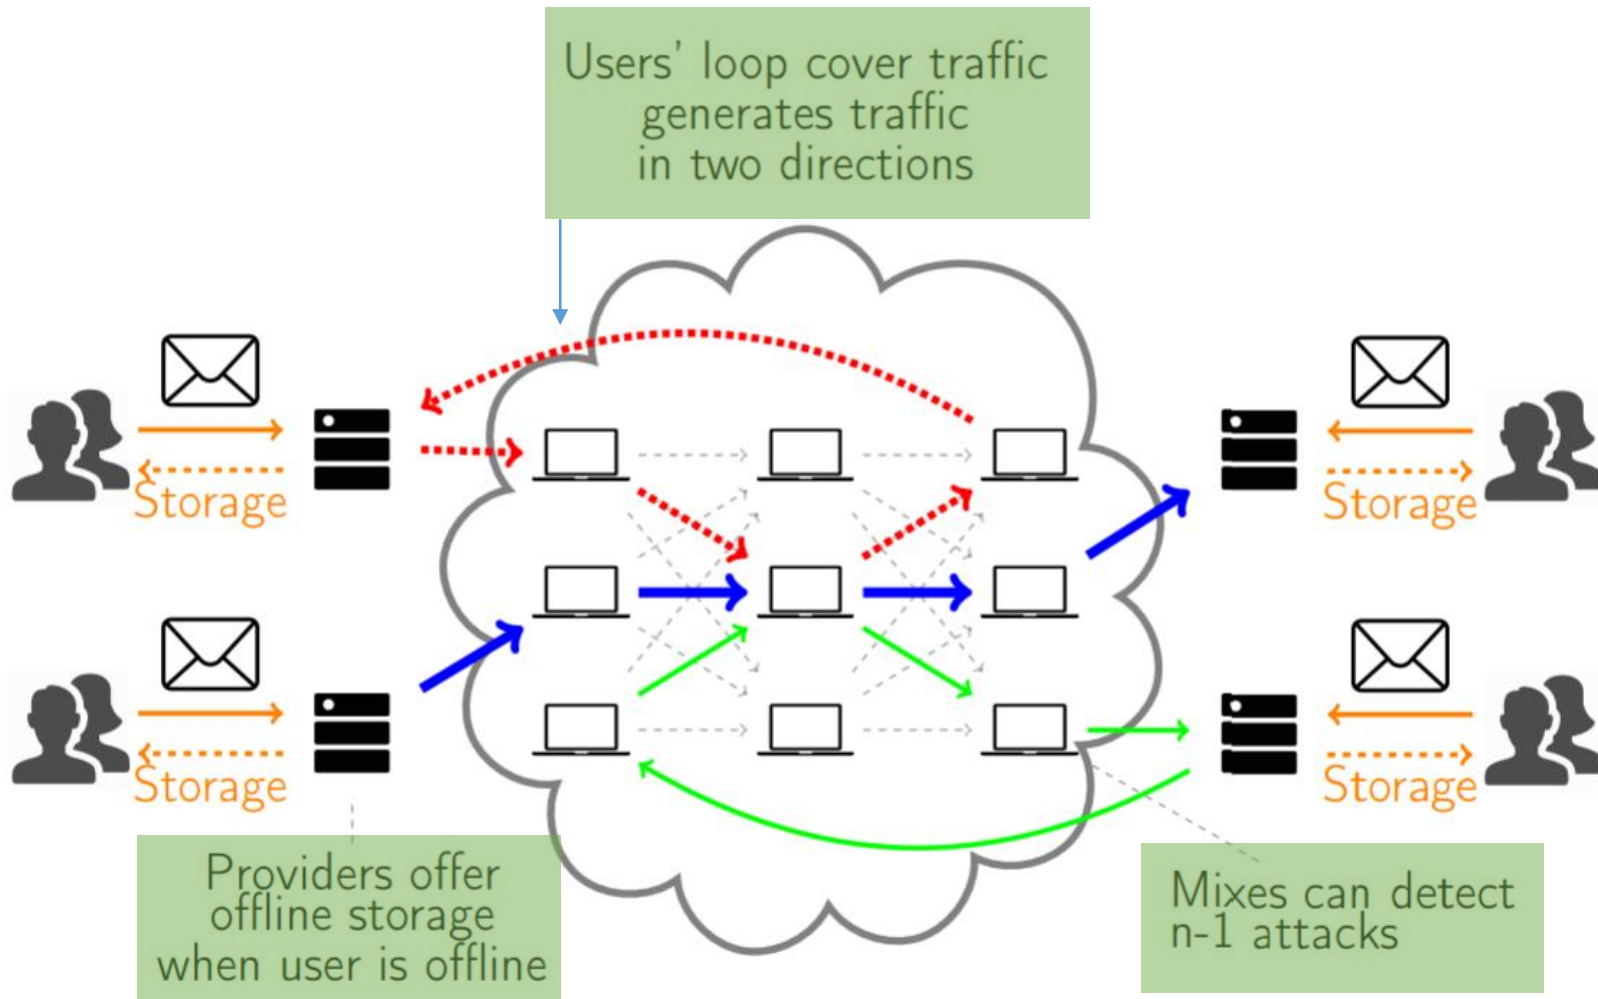 Users' loop cover traffic
generates traffic
in two directions
Storage
Storage
Storage
Storage
Providers offer
offline storage
when user is offline
Mixes can detect
n-1 attacks